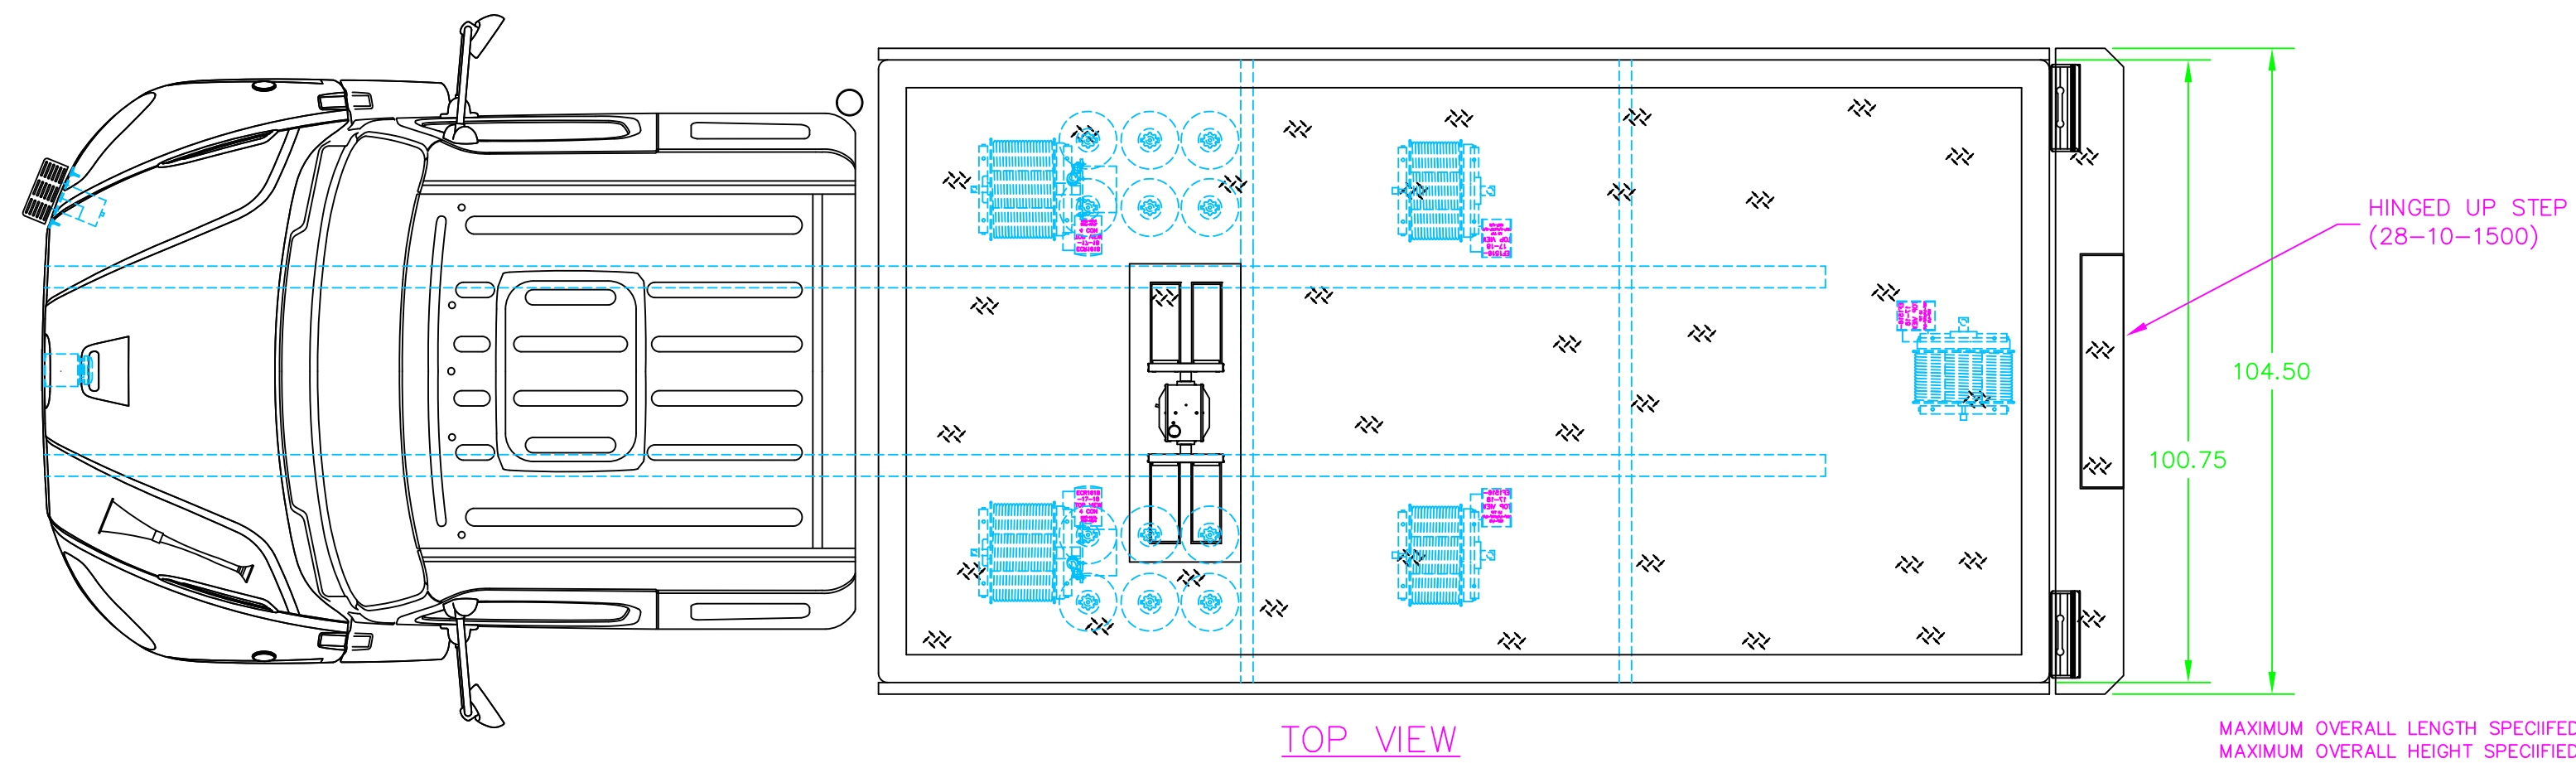 HINGED UP STEP
(28-10-1500)
104.50
100.75
TOP VIEW
MAXIMUM OVERALL LENGTH SPECIIFED
MAXIMUM OVERALL HEIGHT SPECIIFIED